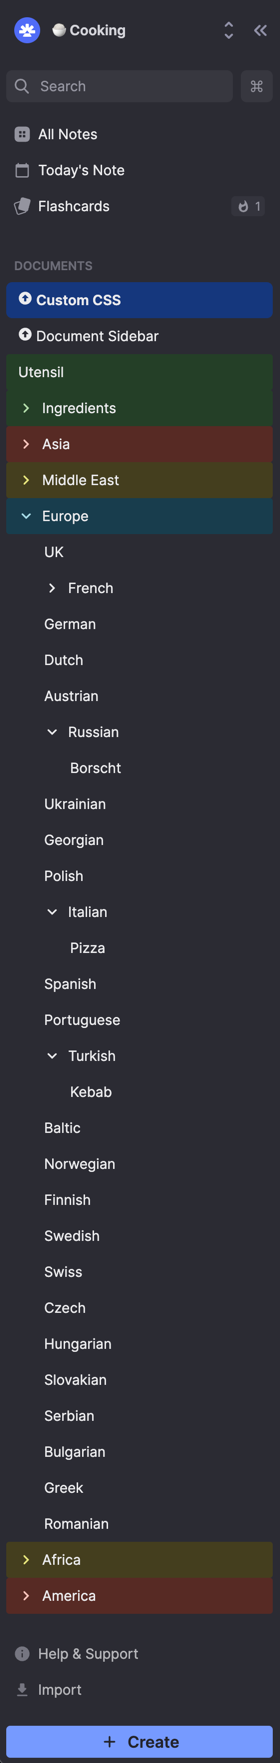 Cooking
Search
All Notes
Today's Note
Flashcards
1
DOCUMENTS
Custom CSS
Document Sidebar
Utensil
Ingredients
Asia
Middle East
Europe
UK
French
German
Dutch
Austrian
Russian
Borscht
Ukrainian
Georgian
Polish
Italian
Pizza
Spanish
Portuguese
Turkish
Kebab
Baltic
Norwegian
Finnish
Swedish
Swiss
Czech
Hungarian
Slovakian
Serbian
Bulgarian
Greek
Romanian
Africa
America
Help & Support
Import
+ Create